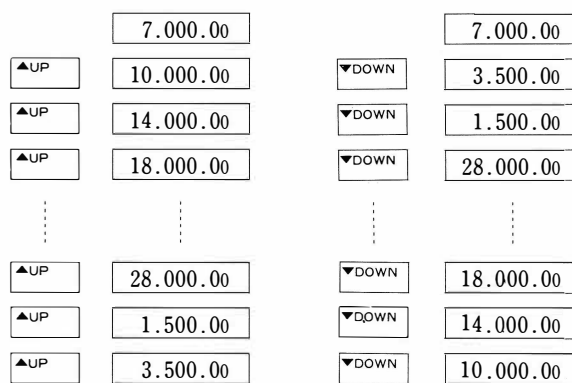 7.000.00 7.000.00
▲UP 10.000.00 ▼DOWN 3.500.00
▲UP 14.000.00 ▼DOWN 1.500.00
▲UP 18.000.00 ▼DOWN 28.000.00
▲UP 28.000.00 ▼DOWN 18.000.00
▲UP 1.500.00 ▼DOWN 14.000.00
▲UP 3.500.00 ▼DOWN 10.000.00